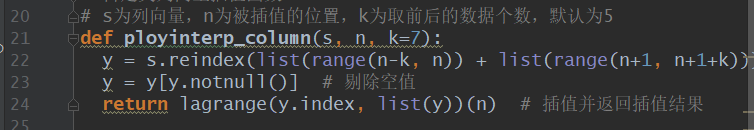 20 # s为列向量，n为被插值的位置，k为取前后的数据个数，默认为5
21 def ployinterp_column(s, n, k=7):
22 y = s.reindex(list(range(n-k, n)) + list(range(n+1, n+1+k)))
23 y = y[y.notnull()] # 剔除空值
24 return lagrange(y.index, list(y))(n) # 插值并返回插值结果